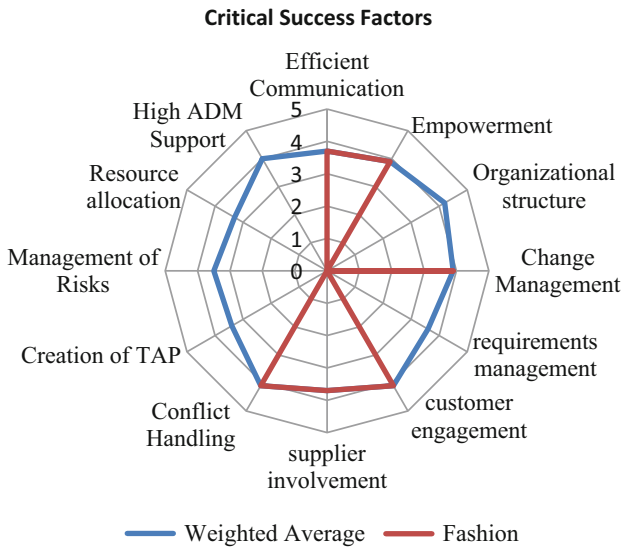 Critical Success Factors
Efficient
Communication
Empowerment
Organizational
structure
Change
Management
requirements
management
customer
engagement
supplier
involvement
Conflict
Handling
Creation of TAP
Management of
Risks
Resource
allocation
High ADM
Support
5
4
3
2
1
0
Weighted Average
Fashion